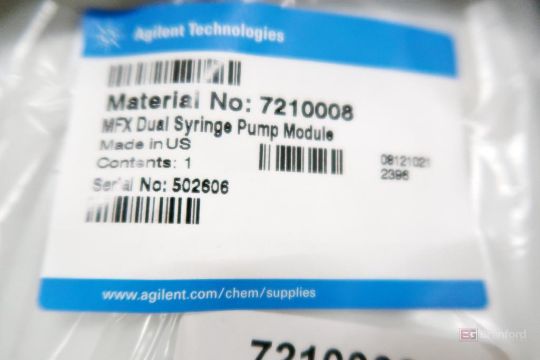 Agilent Technologies
Material No: 7210008
MFX Dual Syringe Pump Module
Made in US
Contents: 1
08121021
2396
Serial No: 502606
www.agilent.com/chem/supplies